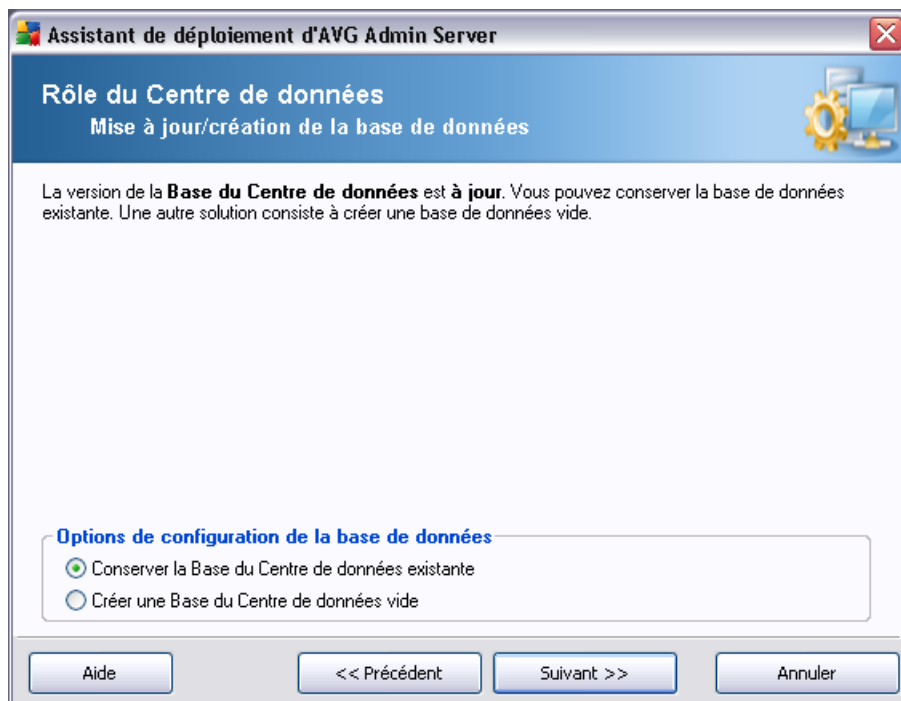 Assistant de déploiement d'AVG Admin Server
Rôle du Centre de données
Mise à jour/création de la base de données
La version de la Base du Centre de données est à jour. Vous pouvez conserver la base de données
existante. Une autre solution consiste à créer une base de données vide.
Options de configuration de la base de données
Conserver la Base du Centre de données existante
Créer une Base du Centre de données vide
Aide
<< Précédent
Suivant >>
Annuler